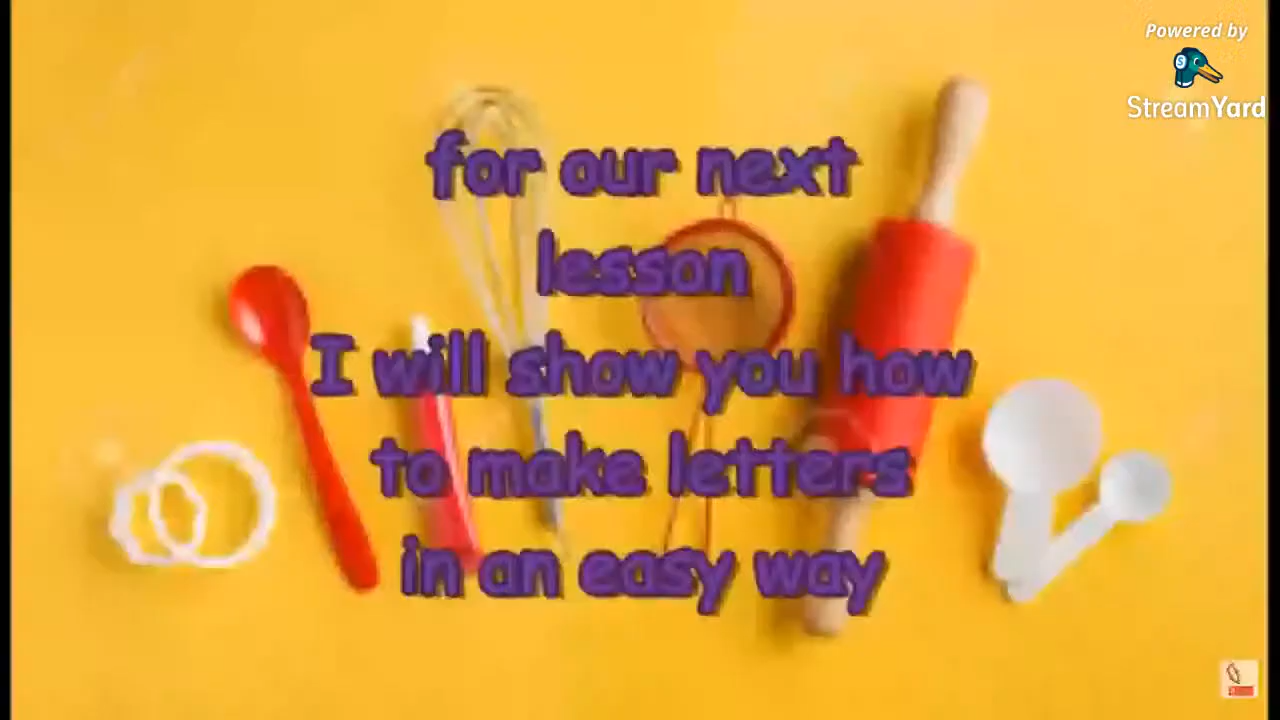 Powered by
StreamYard
for our next
lesson
I will show you how
to make letters
in an easy way